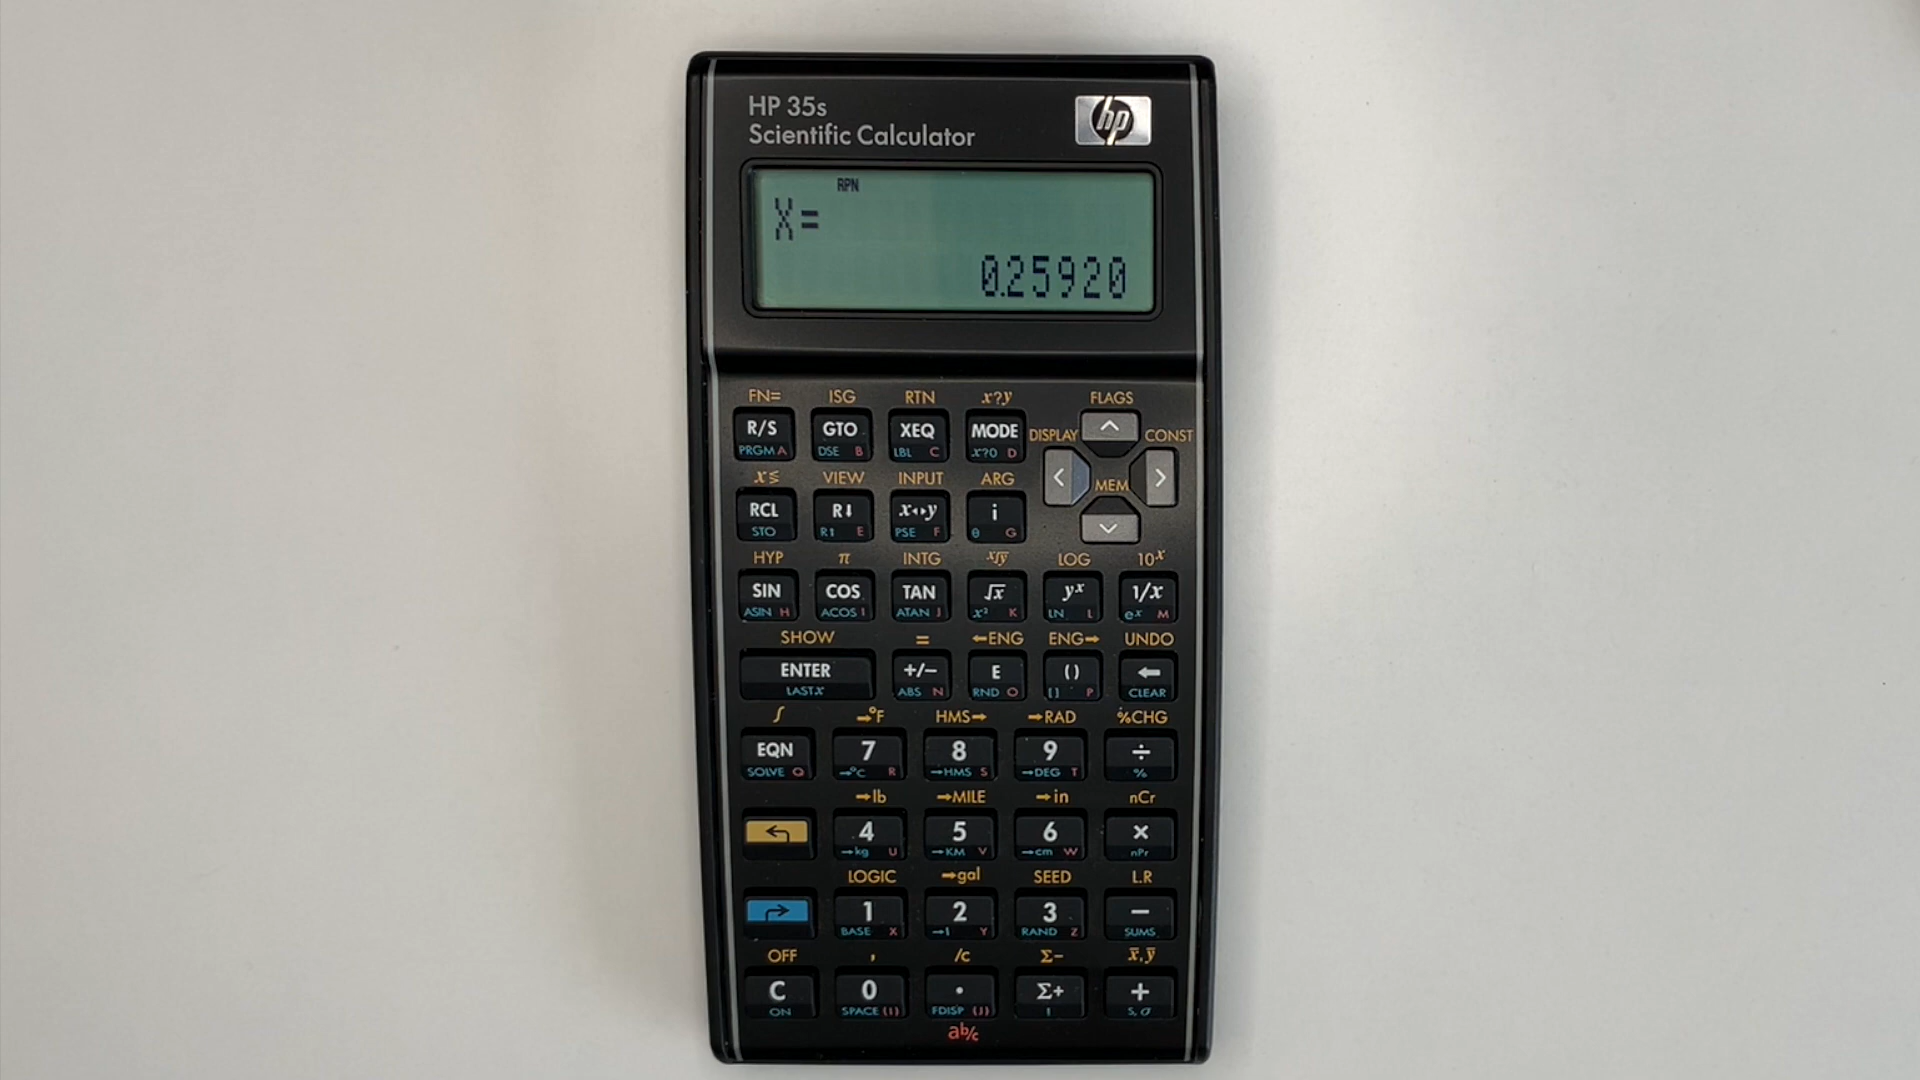 HP 35s
Scientific Calculator
hp
RPN
X=
0.25920
FN= ISG RTN x?y FLAGS
R/S GTO XEQ MODE DISPLAY CONST
PRGM A DSE B LBL C x?0 D
x≶ VIEW INPUT ARG MEM
RCL R↓ x↔y i
STO R↑ E PSE F θ G
HYP π INTG ˣ√y LOG 10ˣ
SIN COS TAN √x yˣ 1/x
ASIN H ACOS I ATAN J x² K LN L eˣ M
SHOW = ←ENG ENG→ UNDO
ENTER +/− E () ←
LASTx ABS N RND O [] P CLEAR
∫ →°F HMS→ →RAD %CHG
EQN 7 8 9 ÷
SOLVE Q →°C R →HMS S →DEG T %
→lb →MILE →in nCr
4 5 6 ×
→kg U →KM V →cm W nPr
LOGIC →gal SEED L.R
1 2 3 −
BASE X →l Y RAND Z SUMS
OFF , /c Σ− x̄,ȳ
C 0 · Σ+ +
ON SPACE (I) FDISP (J) ! S,σ
ab/c